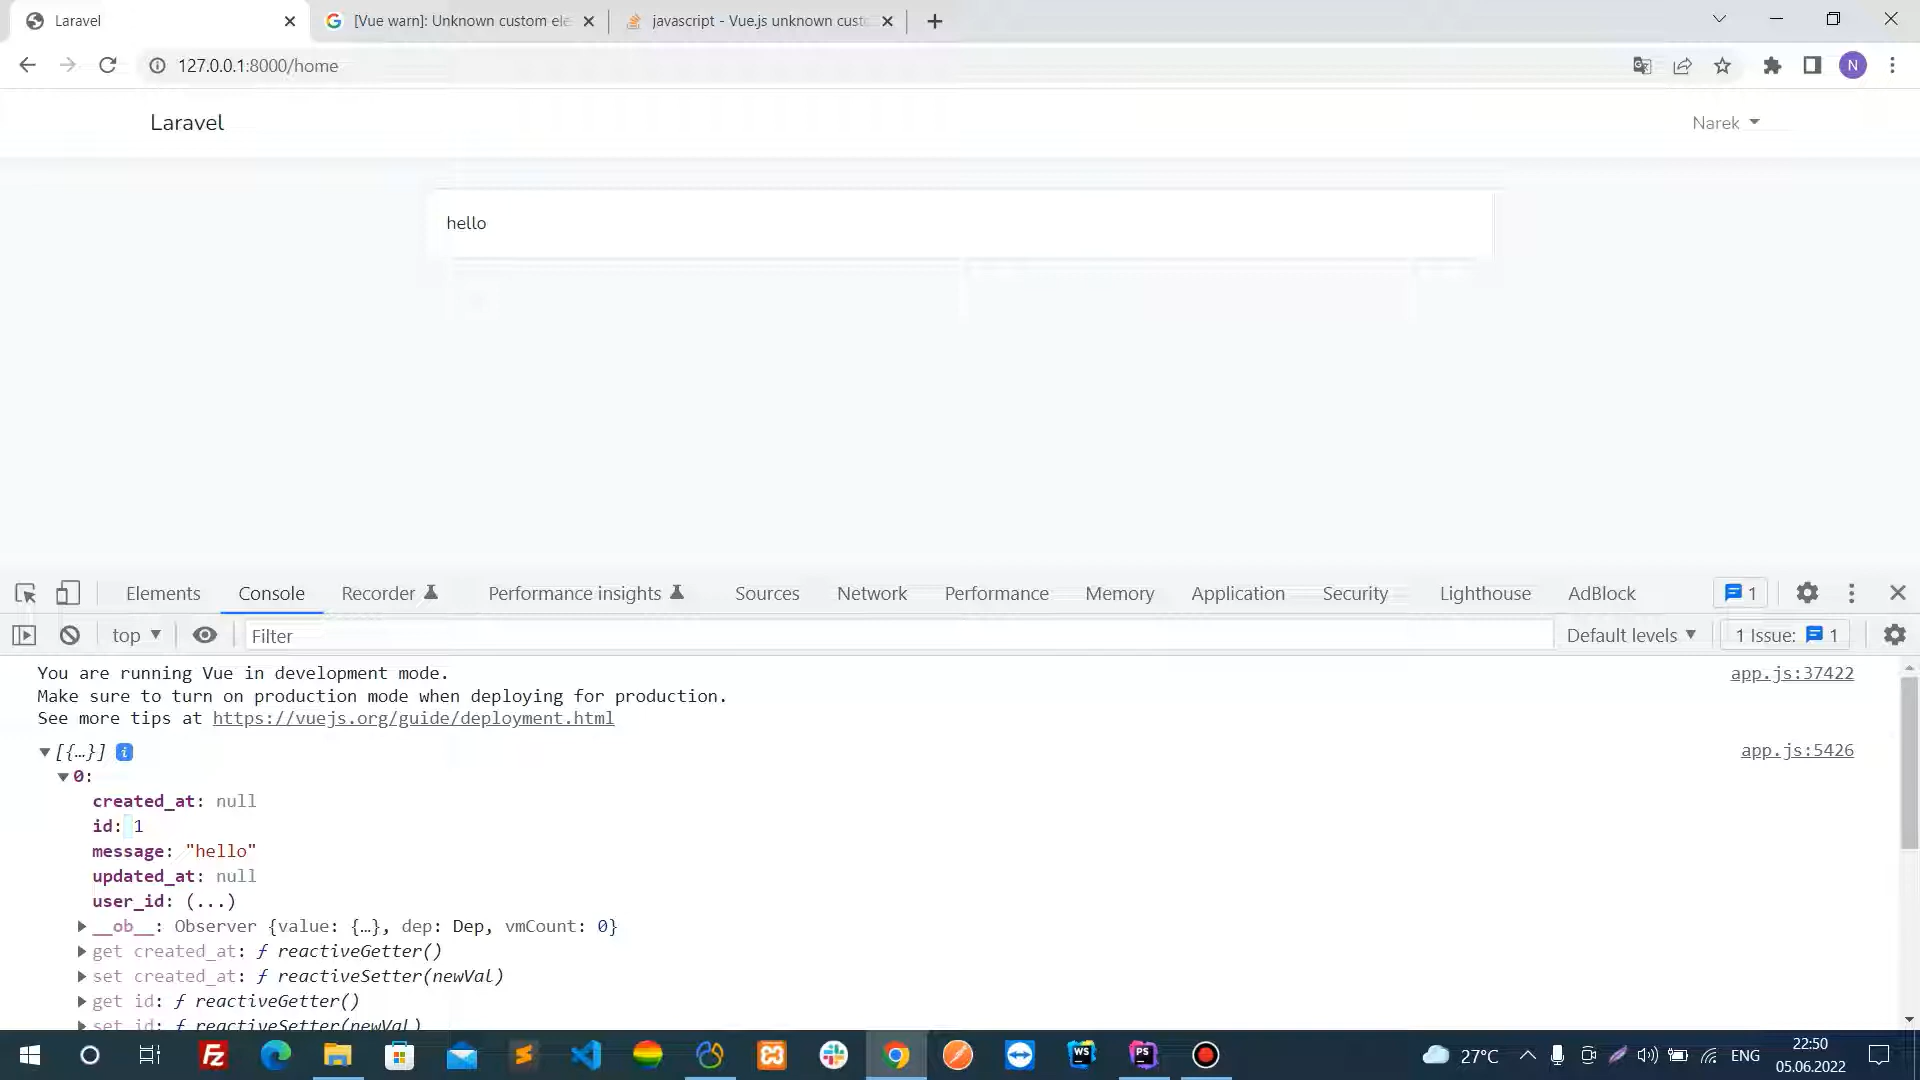 Laravel
[Vue warn]: Unknown custom ele
javascript - Vue.js unknown cust
127.0.0.1:8000/home
N
Laravel
Narek
hello
Elements
Console
Recorder
Performance insights
Sources
Network
Performance
Memory
Application
Security
Lighthouse
AdBlock
1
top
Filter
Default levels
1 Issue: 1
You are running Vue in development mode.
app.js:37422
Make sure to turn on production mode when deploying for production.
See more tips at https://vuejs.org/guide/deployment.html
[{…}] i
app.js:5426
0:
created_at: null
id: 1
message: "hello"
updated_at: null
user_id: (...)
__ob__: Observer {value: {…}, dep: Dep, vmCount: 0}
get created_at: ƒ reactiveGetter()
set created_at: ƒ reactiveSetter(newVal)
get id: ƒ reactiveGetter()
set id: ƒ reactiveSetter(newVal)
Fz
WS
PS
27°C
ENG
22:50
05.06.2022